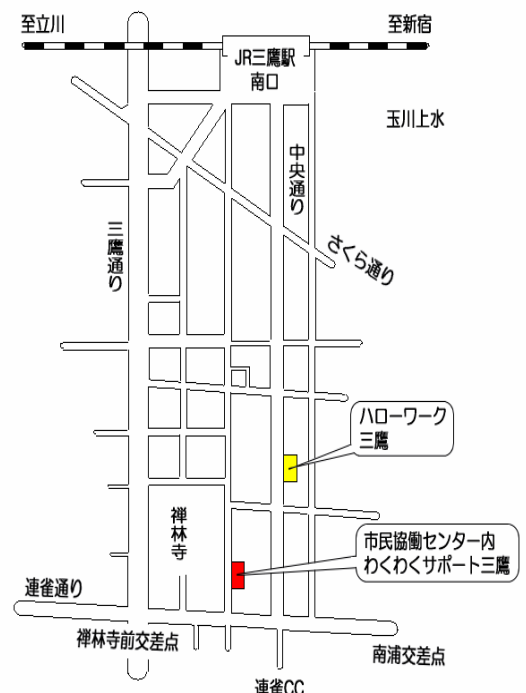 至立川
至新宿
JR三鷹駅
南口
玉川上水
中央通り
さくら通り
三鷹通り
ハローワーク
三鷹
禅林寺
市民協働センター内
わくわくサポート三鷹
連雀通り
禅林寺前交差点
南浦交差点
連雀CC